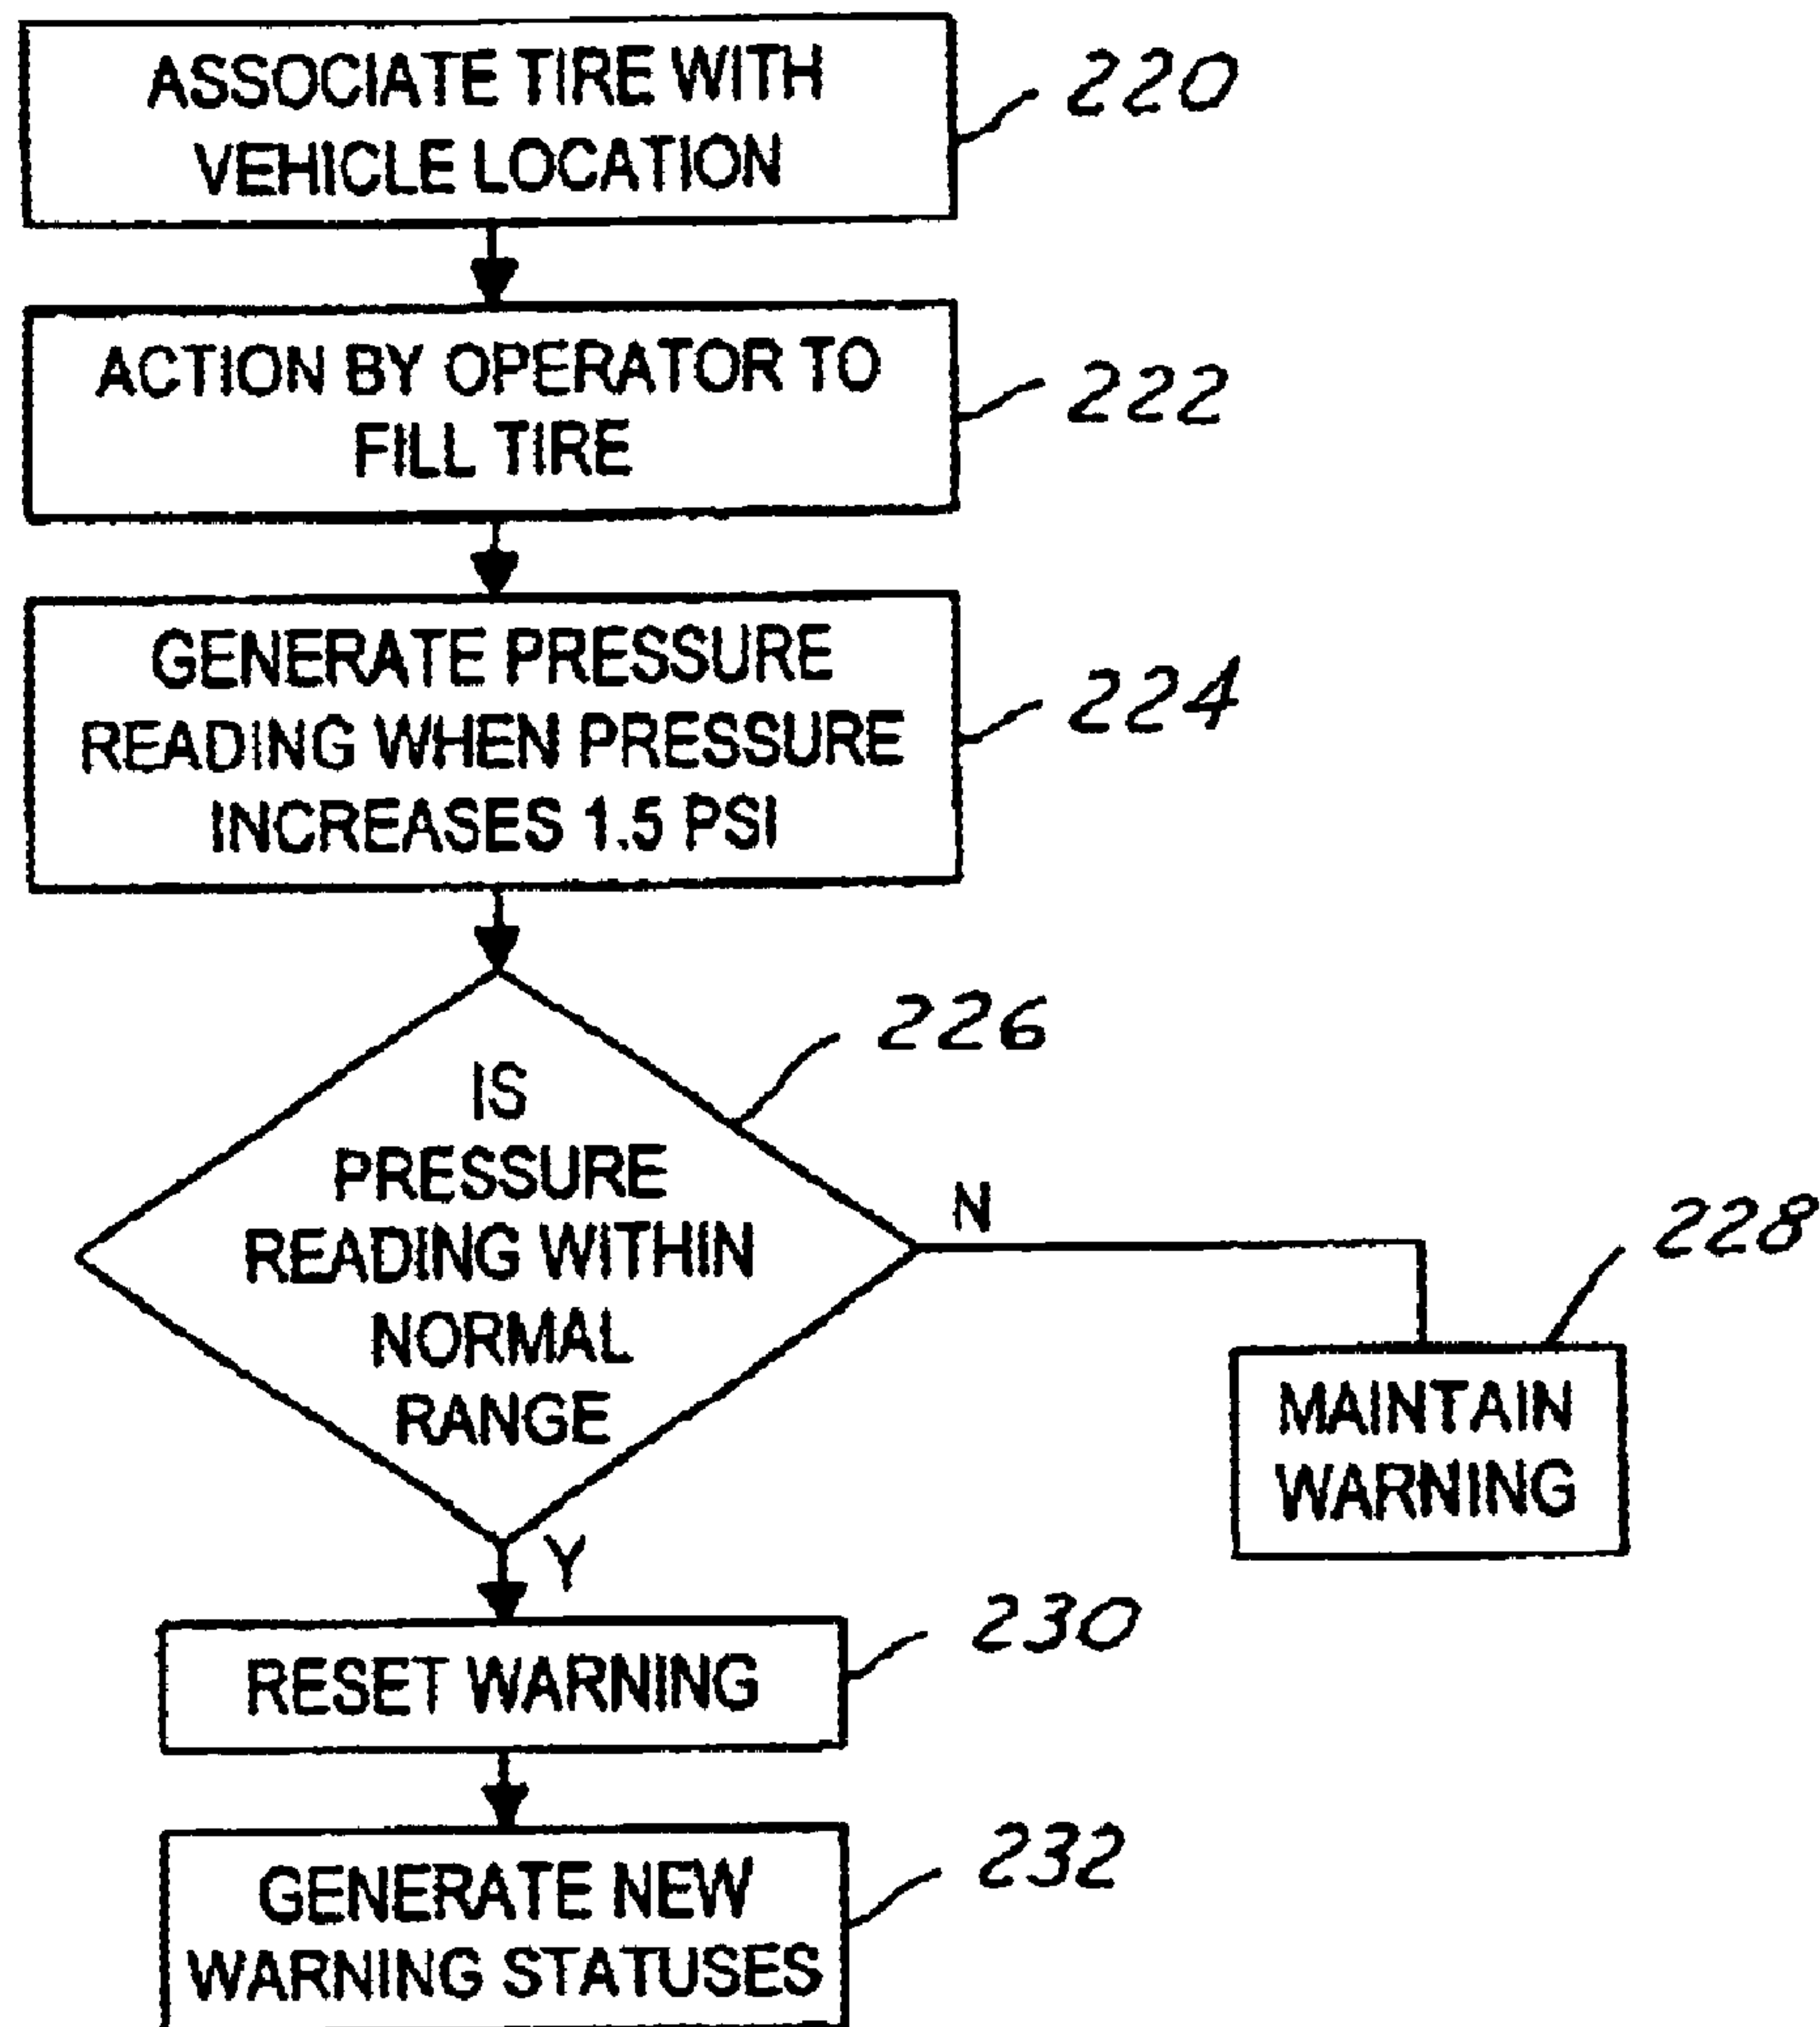 ASSOCIATE TIRE WITH
VEHICLE LOCATION
220
ACTION BY OPERATOR TO
FILL TIRE
222
GENERATE PRESSURE
READING WHEN PRESSURE
INCREASES 1.5 PSI
224
226
IS
PRESSURE
READING WITHIN
NORMAL
RANGE
N
228
MAINTAIN
WARNING
Y
230
RESET WARNING
232
GENERATE NEW
WARNING STATUSES